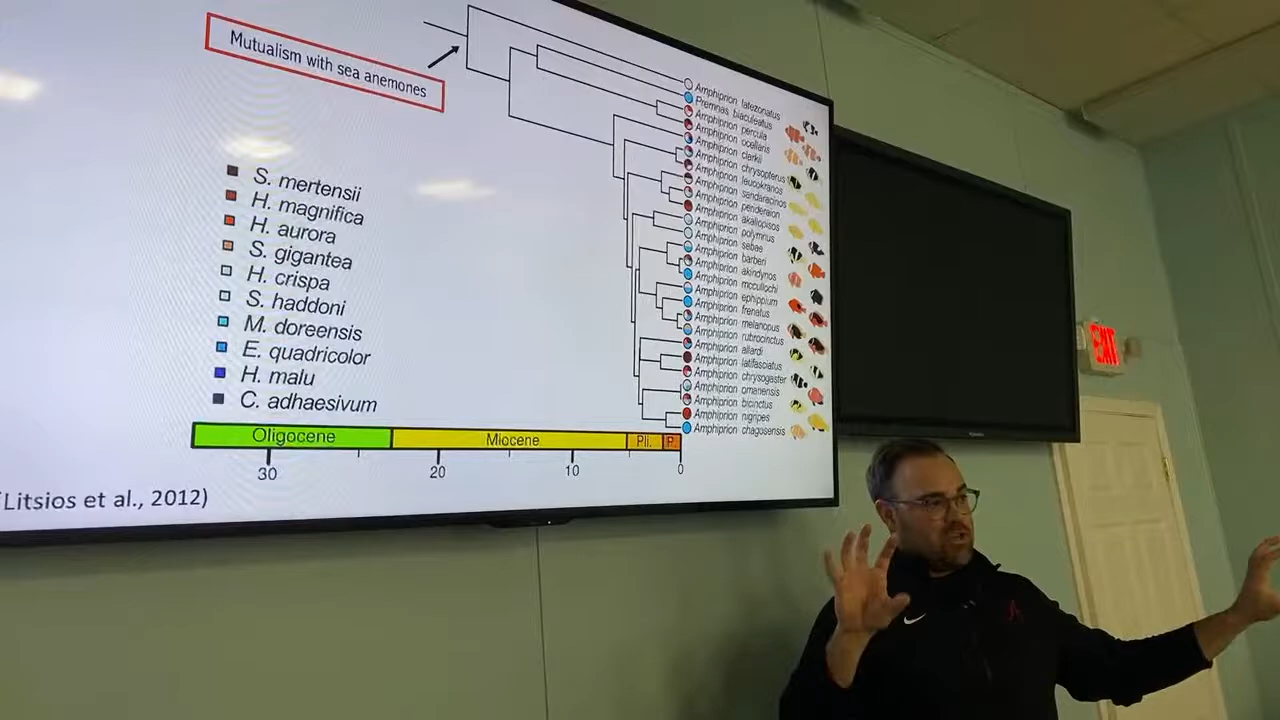 Mutualism with sea anemones
Amphiprion latezonatus
Premnas biaculeatus
Amphiprion percula
Amphiprion ocellaris
Amphiprion clarkii
Amphiprion chrysopterus
Amphiprion leucokranos
Amphiprion sandaracinos
Amphiprion perideraion
Amphiprion akallopisos
Amphiprion polymnus
Amphiprion sebae
Amphiprion barberi
Amphiprion akindynos
Amphiprion mccullochi
Amphiprion ephippium
Amphiprion frenatus
Amphiprion melanopus
Amphiprion rubrocinctus
Amphiprion allardi
Amphiprion latifasciatus
Amphiprion chrysogaster
Amphiprion omanensis
Amphiprion bicinctus
Amphiprion nigripes
Amphiprion chagosensis
S. mertensii
H. magnifica
H. aurora
S. gigantea
H. crispa
S. haddoni
M. doreensis
E. quadricolor
H. malu
C. adhaesivum
Oligocene Miocene Pli. P.
30 20 10 0
(Litsios et al., 2012)
EXIT